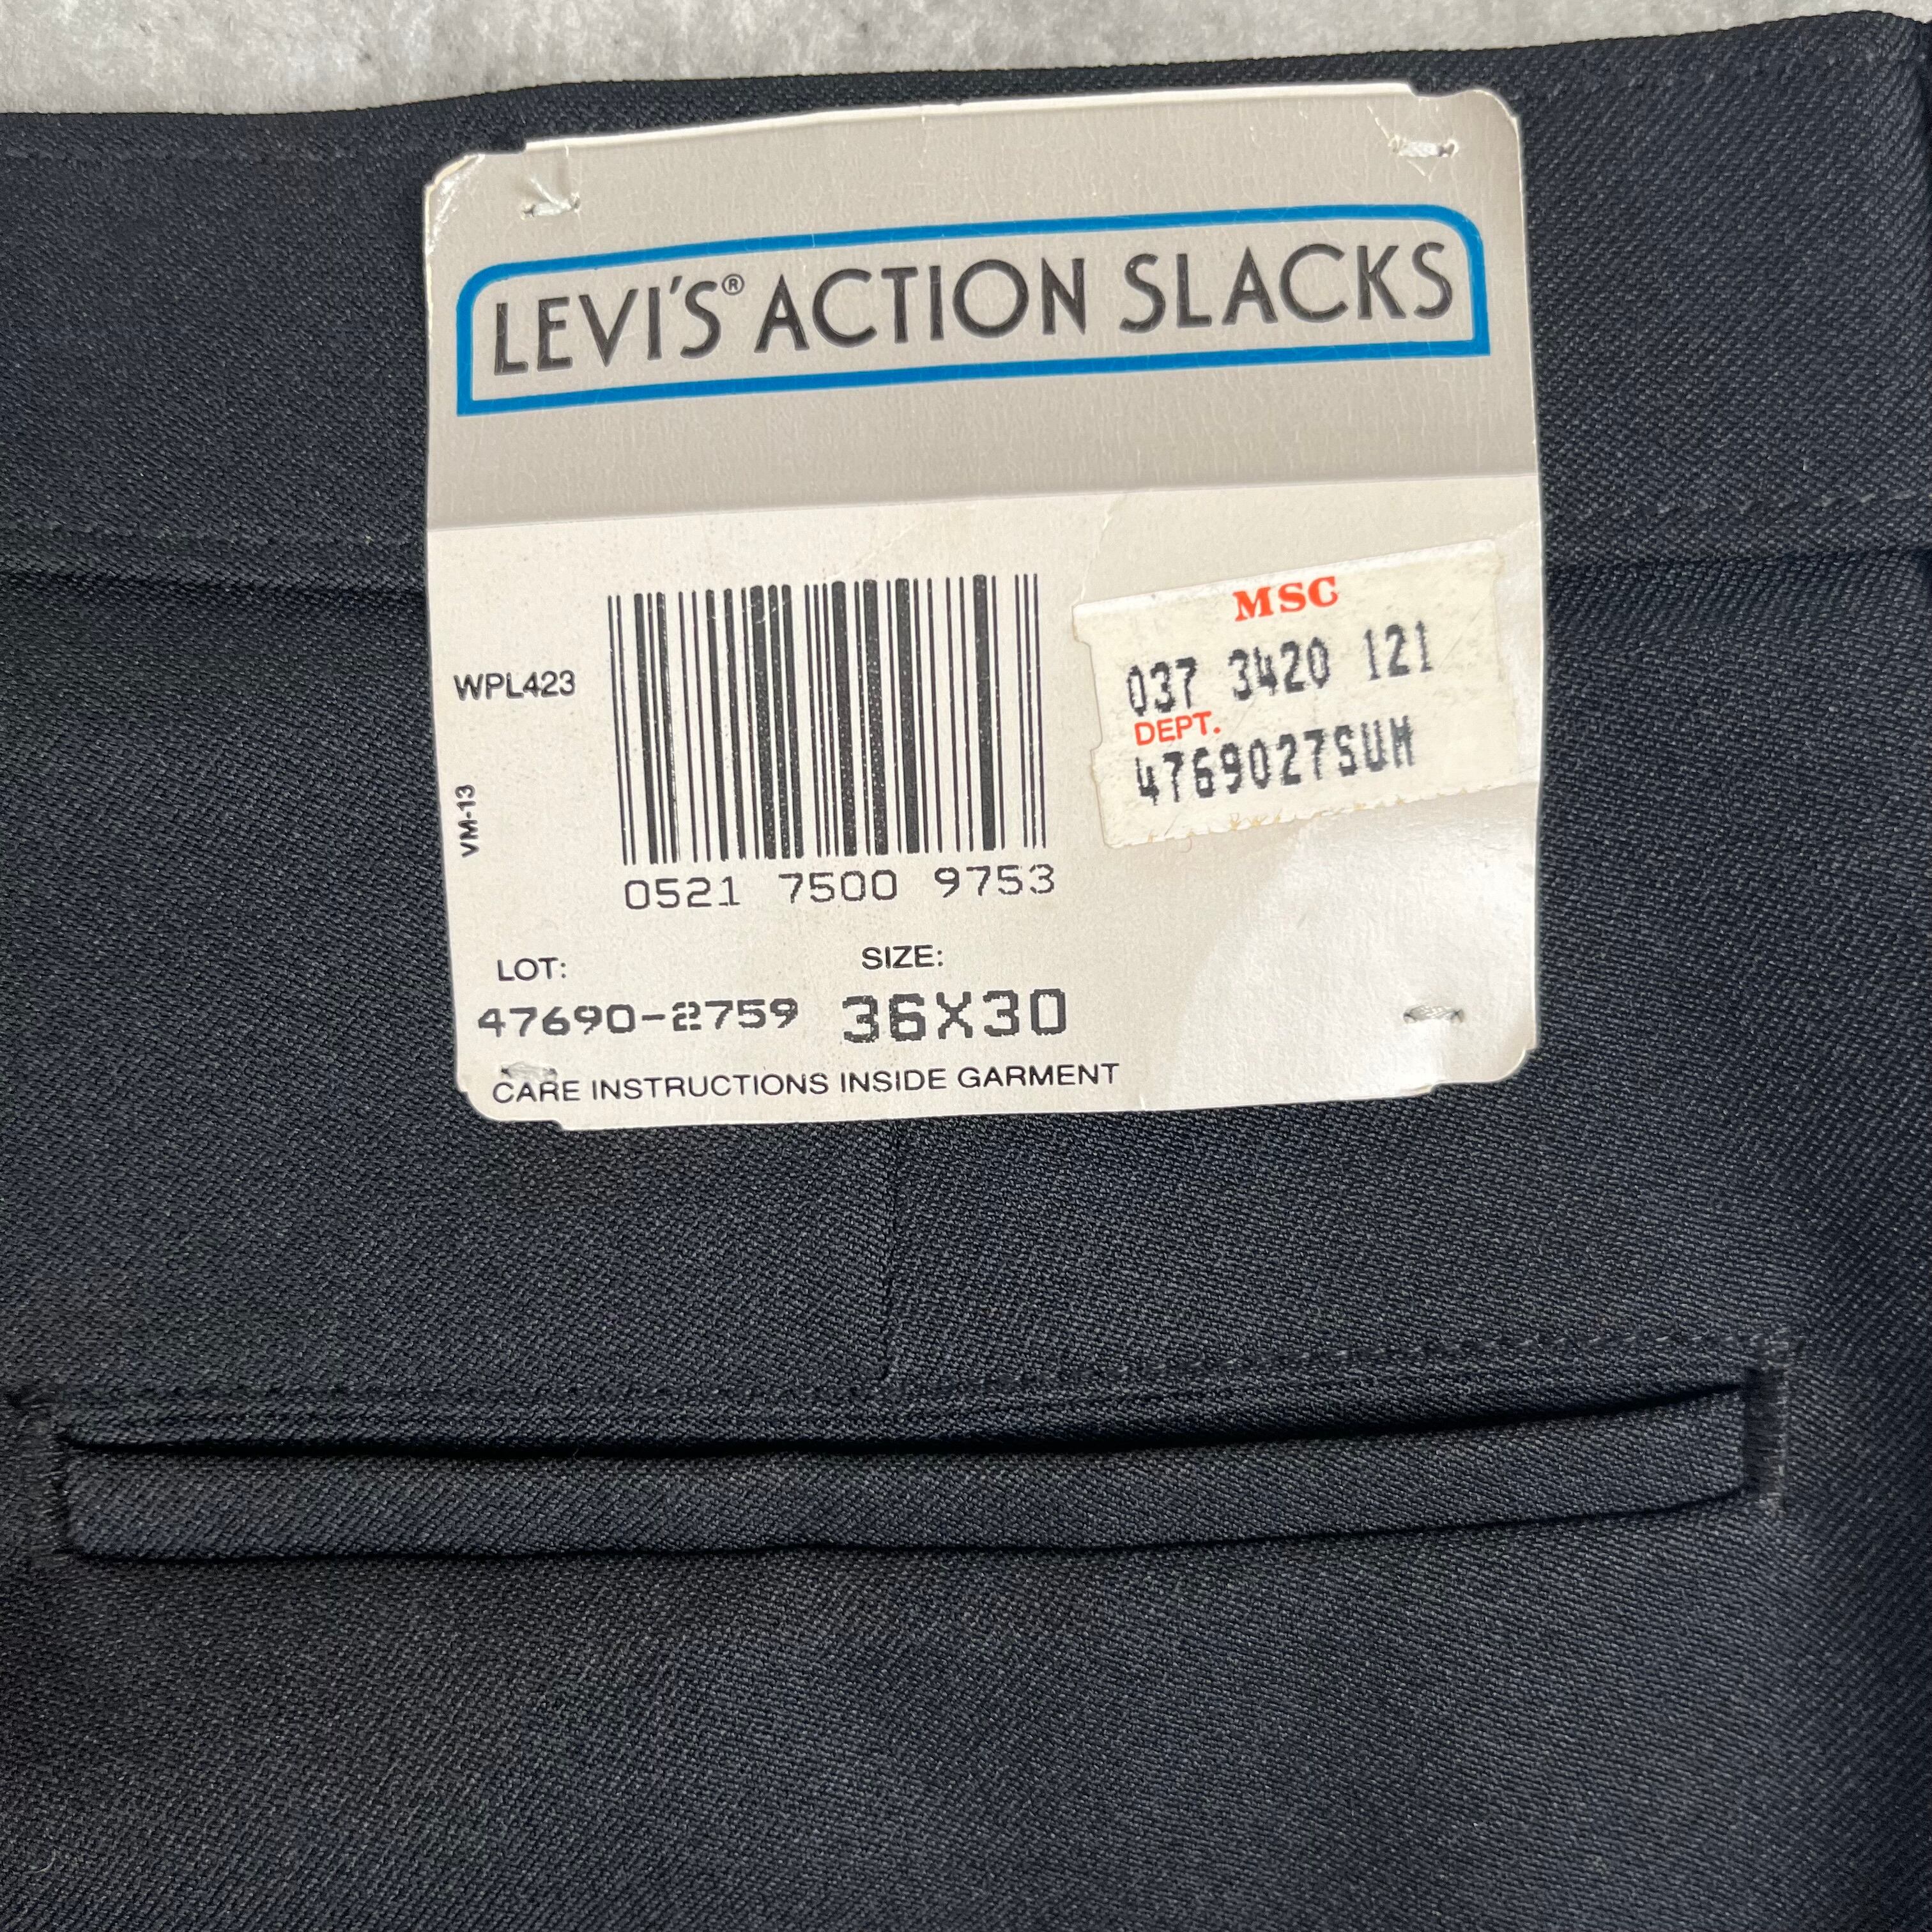 LEVI'S® ACTION SLACKS
MSC
037 3420 121
DEPT.
4769027SUM
WPL423
VM-13
0521 7500 9753
LOT: SIZE:
47690-2759 36X30
CARE INSTRUCTIONS INSIDE GARMENT